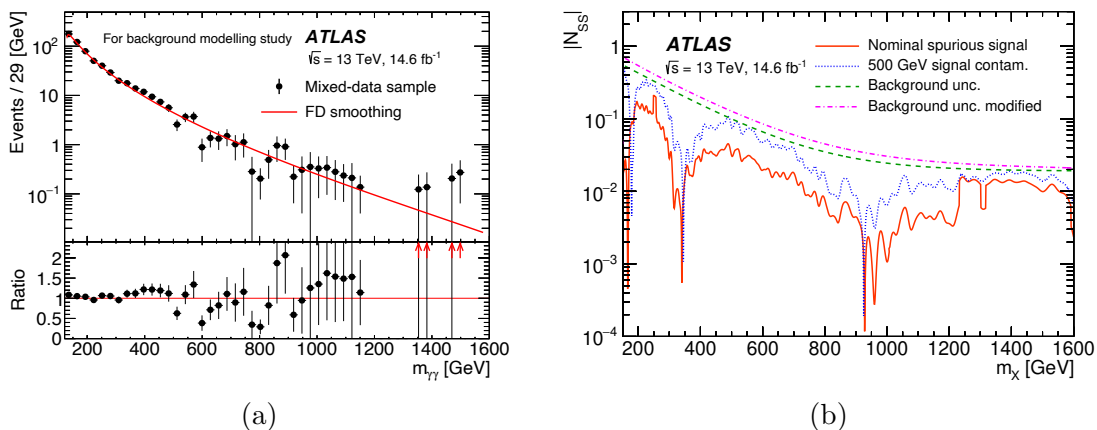 Events / 29 [GeV]
10²
10
1
10⁻¹
For background modelling study
ATLAS
√s = 13 TeV, 14.6 fb⁻¹
Mixed-data sample
FD smoothing
Ratio
2
1.5
1
0.5
0
200 400 600 800 1000 1200 1400 1600
mγγ [GeV]
(a)
|N_SS|
1
10⁻¹
10⁻²
10⁻³
10⁻⁴
ATLAS
√s = 13 TeV, 14.6 fb⁻¹
Nominal spurious signal
500 GeV signal contam.
Background unc.
Background unc. modified
200 400 600 800 1000 1200 1400 1600
m_X [GeV]
(b)